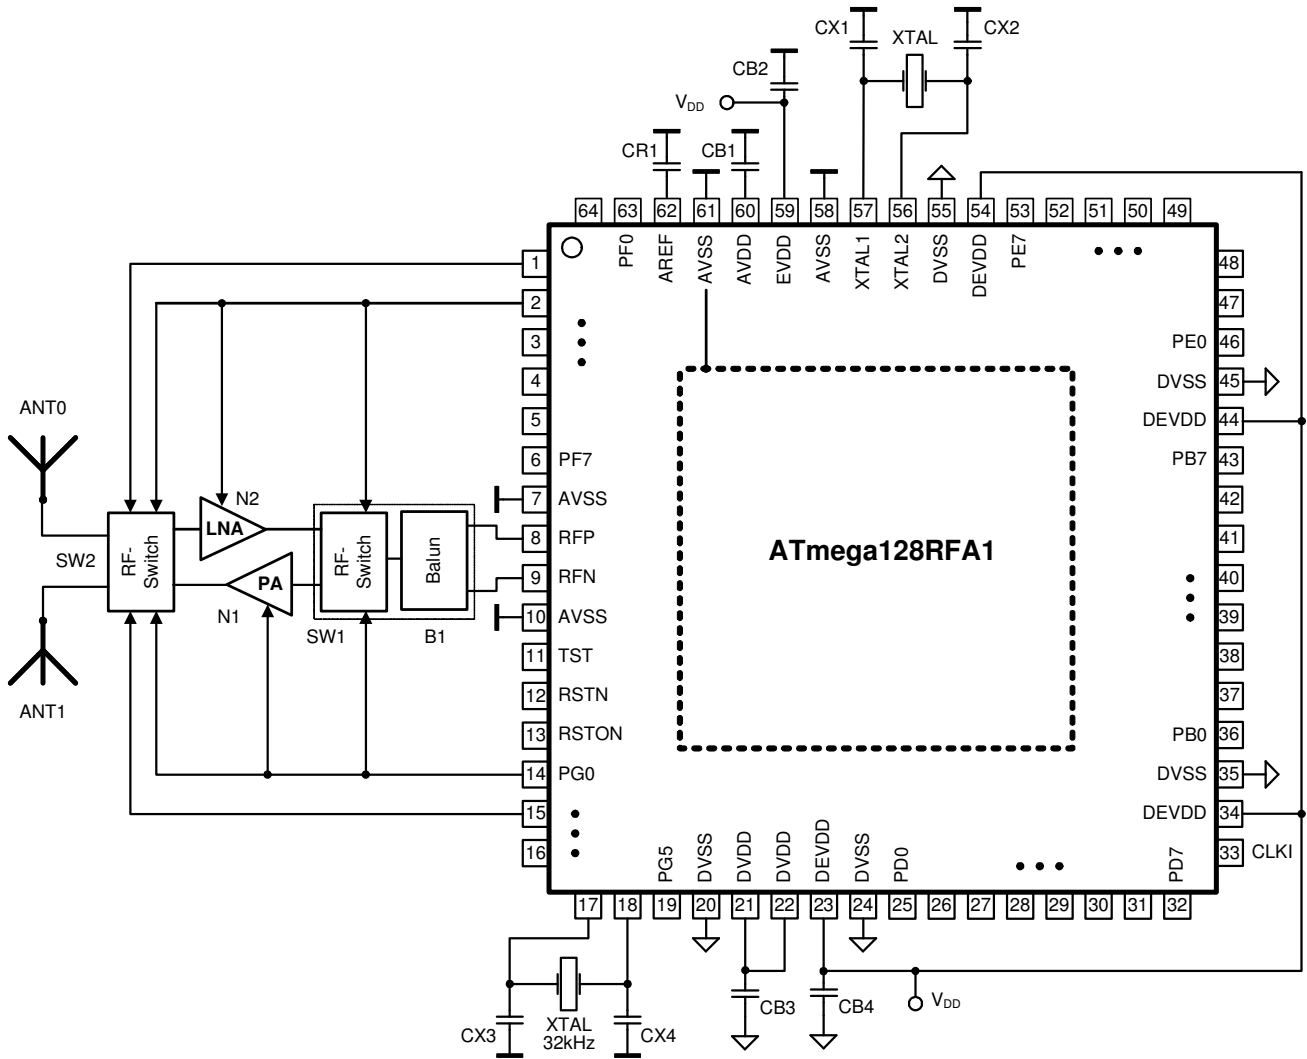 CX1
XTAL
CX2
CB2
VDD
CR1
CB1
64 63 62 61 60 59 58 57 56 55 54 53 52 51 50 49
PF0
AREF
AVSS
AVDD
EVDD
AVSS
XTAL1
XTAL2
DVSS
DEVDD
PE7
1
2
3
4
5
6 PF7
7 AVSS
8 RFP
9 RFN
10 AVSS
11 TST
12 RSTN
13 RSTON
14 PG0
15
16
48
47
PE0 46
DVSS 45
DEVDD 44
PB7 43
42
41
40
39
38
37
PB0 36
DVSS 35
DEVDD 34
33 CLKI
ANT0
SW2
RF-
Switch
LNA
N2
PA
N1
RF-
Switch
SW1
Balun
B1
ANT1
ATmega128RFA1
PG5
DVSS
DVDD
DVDD
DEVDD
DVSS
PD0
PD7
17 18 19 20 21 22 23 24 25 26 27 28 29 30 31 32
CX3
XTAL
32kHz
CX4
CB3
CB4
VDD